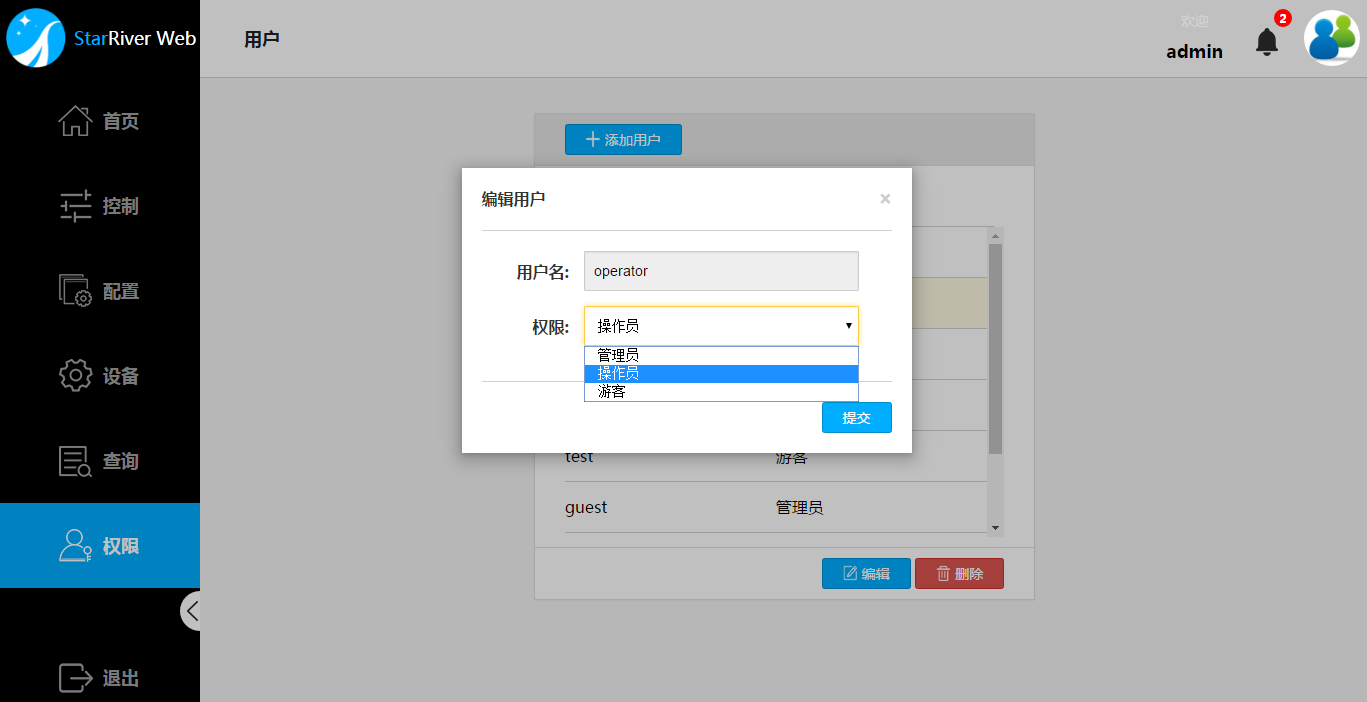 StarRiver Web
用户
欢迎
admin
2
首页
控制
配置
设备
查询
权限
退出
添加用户
编辑用户
×
用户名:
operator
权限:
操作员
管理员
操作员
游客
提交
test 游客
guest 管理员
编辑
删除